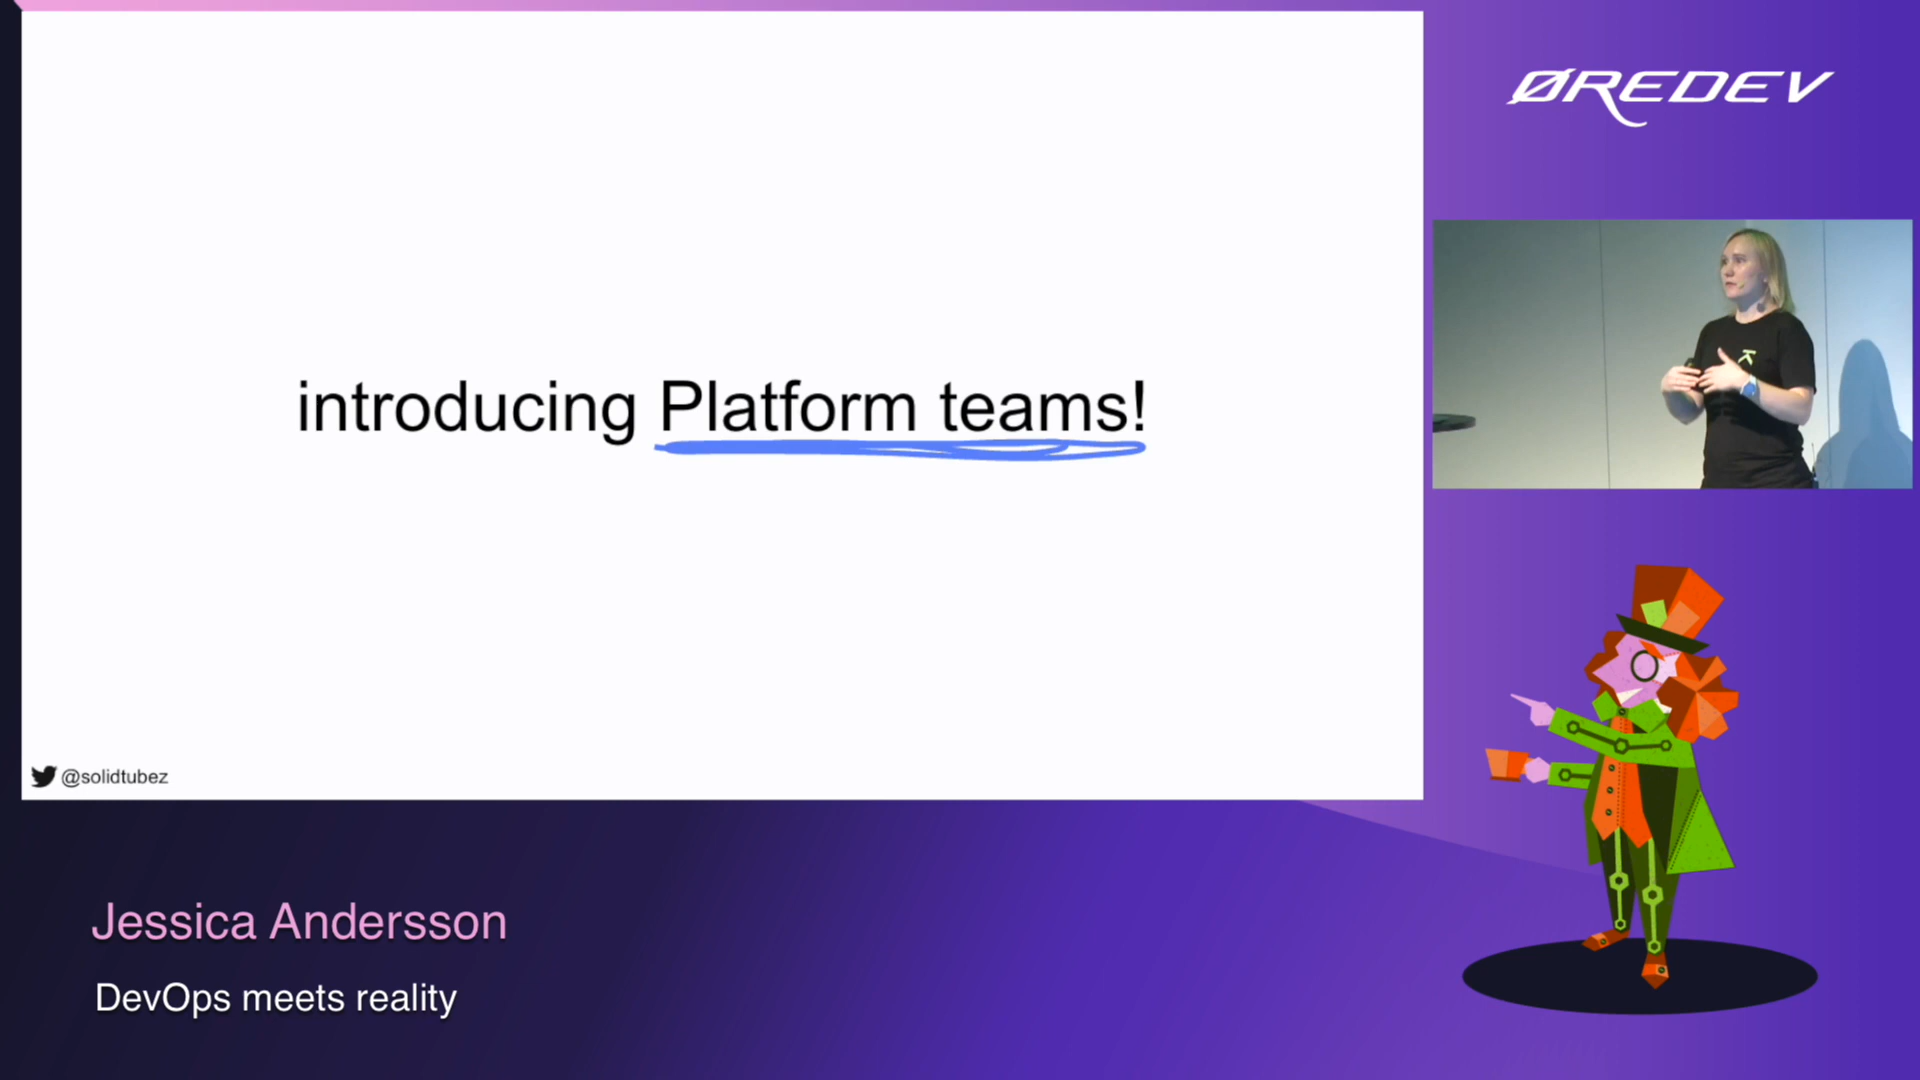 ØREDEV
introducing Platform teams!
@solidtubez
Jessica Andersson
DevOps meets reality